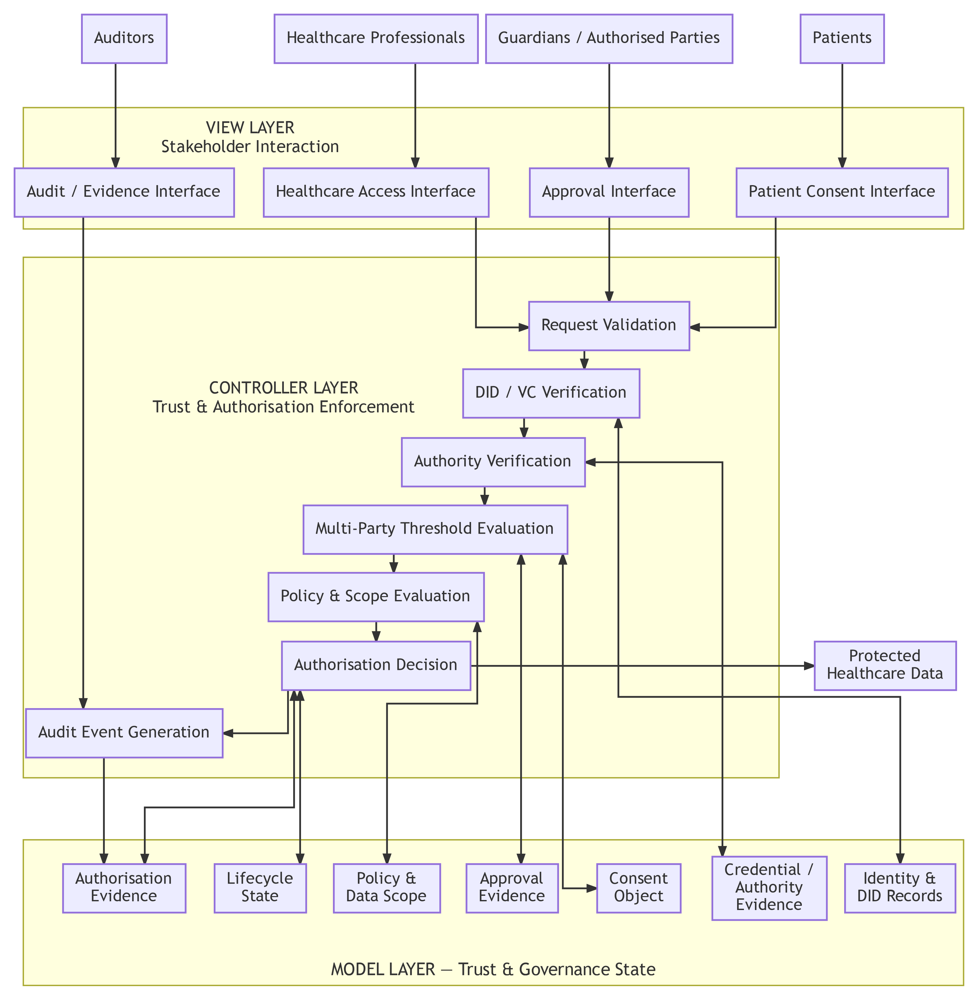 Auditors
Healthcare Professionals
Guardians / Authorised Parties
Patients
VIEW LAYER
Stakeholder Interaction
Audit / Evidence Interface
Healthcare Access Interface
Approval Interface
Patient Consent Interface
Request Validation
CONTROLLER LAYER
Trust & Authorisation Enforcement
DID / VC Verification
Authority Verification
Multi-Party Threshold Evaluation
Policy & Scope Evaluation
Authorisation Decision
Protected
Healthcare Data
Audit Event Generation
Authorisation
Evidence
Lifecycle
State
Policy &
Data Scope
Approval
Evidence
Consent
Object
Credential /
Authority
Evidence
Identity &
DID Records
MODEL LAYER — Trust & Governance State